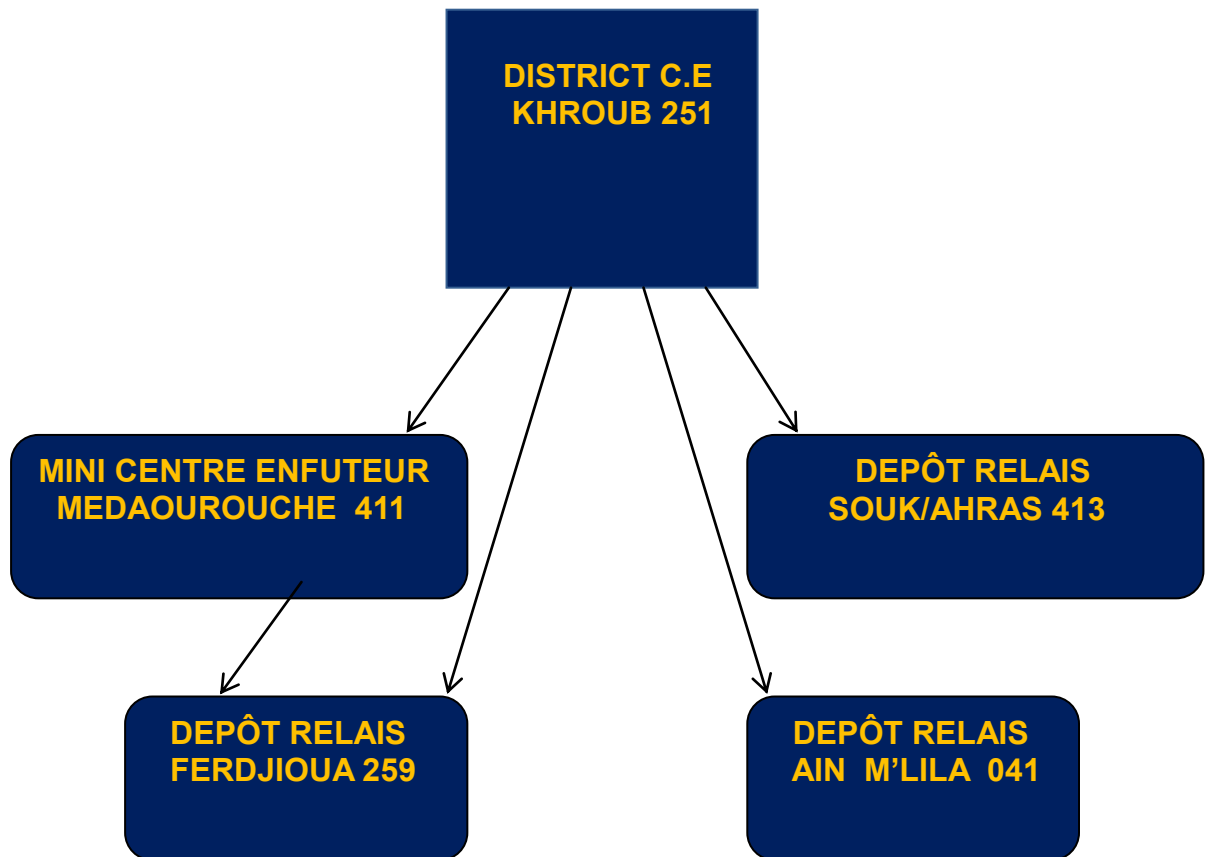 DISTRICT C.E
KHROUB 251
MINI CENTRE ENFUTEUR
MEDAOUROUCHE 411
DEPÔT RELAIS
SOUK/AHRAS 413
DEPÔT RELAIS
FERDJIOUA 259
DEPÔT RELAIS
AIN M’LILA 041